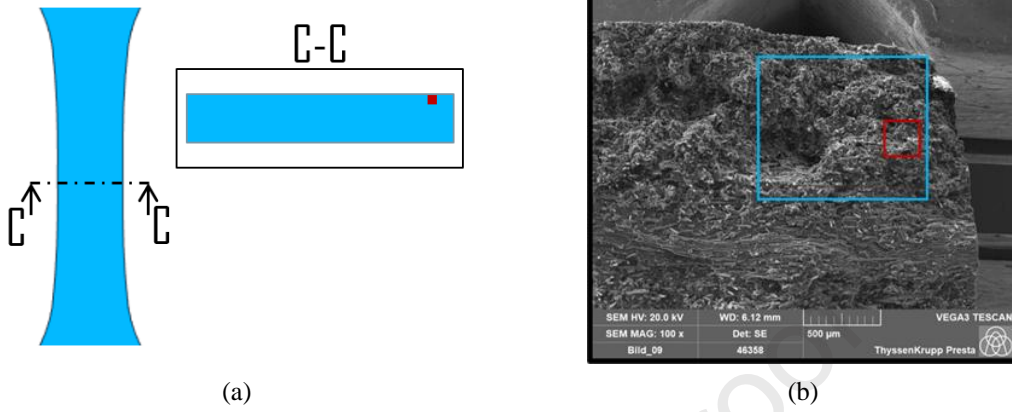 C-C
C C
SEM HV: 20.0 kV WD: 6.12 mm VEGA3 TESCAN
SEM MAG: 100 x Det: SE 500 µm
Bild_09 46358 ThyssenKrupp Presta
(a) (b)